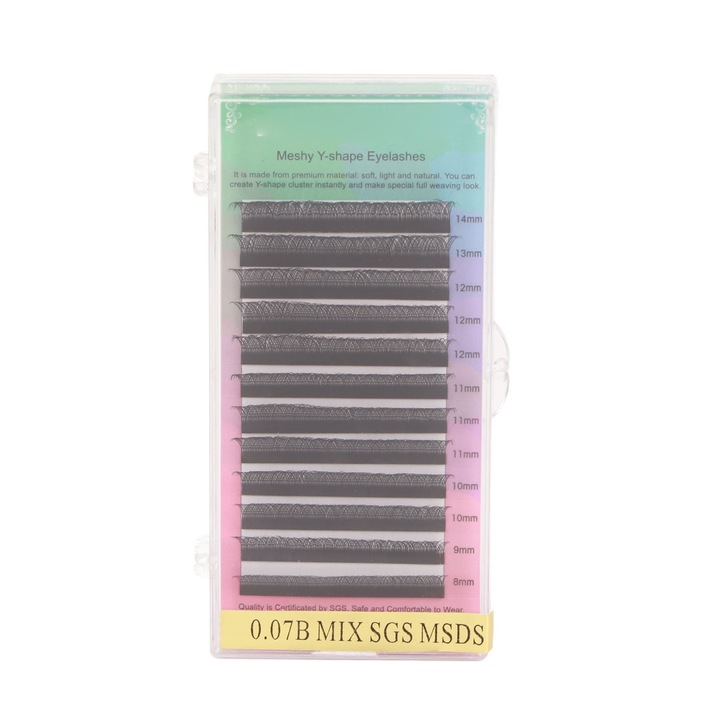 Meshy Y-shape Eyelashes
It is made from premium material: soft, light and natural. You can
create Y-shape cluster instantly and make special full weaving look.
14mm
13mm
12mm
12mm
12mm
11mm
11mm
11mm
10mm
10mm
9mm
8mm
Quality is Certificated by SGS, Safe and Comfortable to Wear.
0.07B MIX SGS MSDS